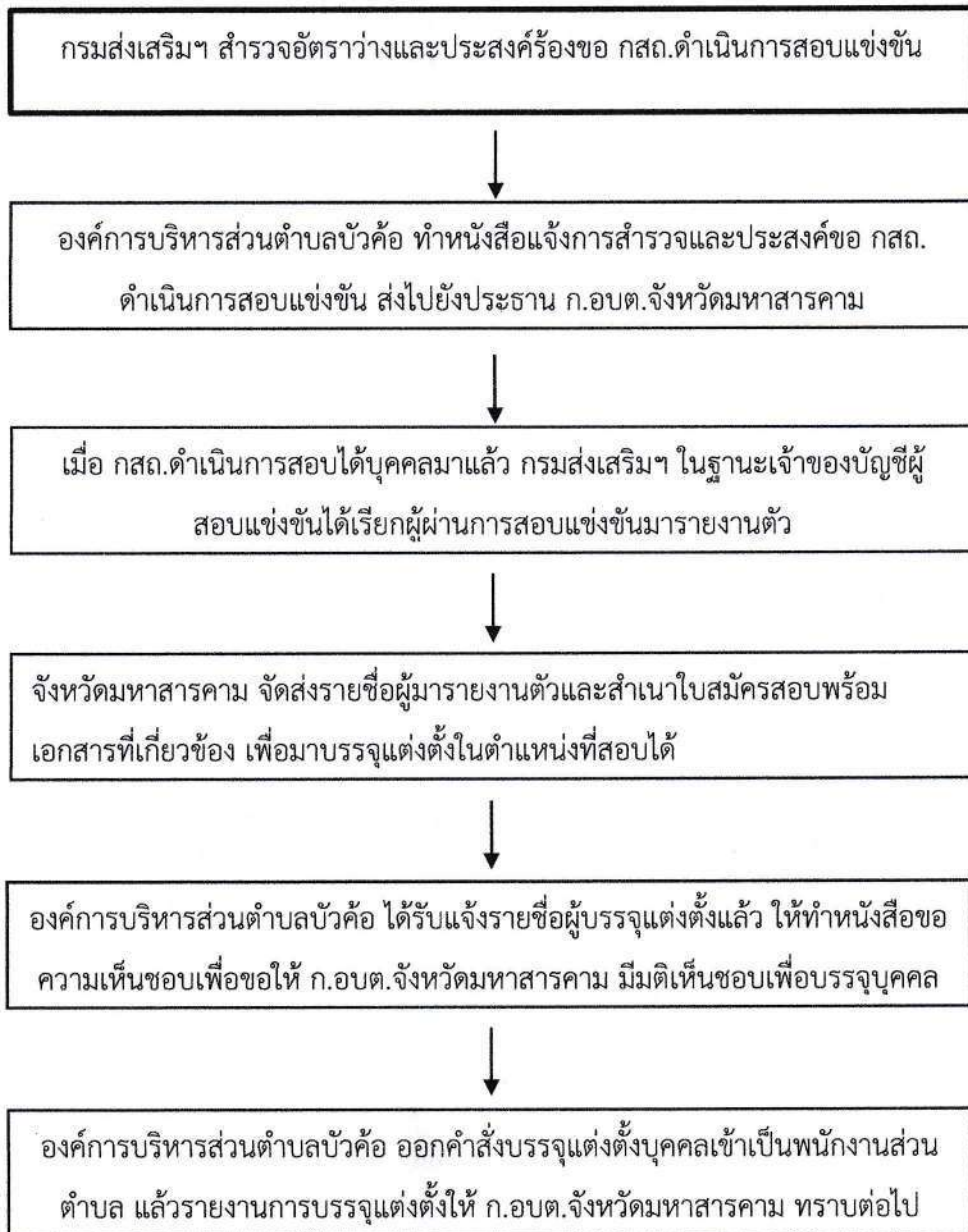 กรมส่งเสริมฯ สำรวจอัตราว่างและประสงค์ร้องขอ กสถ.ดำเนินการสอบแข่งขัน
องค์การบริหารส่วนตำบลบัวค้อ ทำหนังสือแจ้งการสำรวจและประสงค์ขอ กสถ.
ดำเนินการสอบแข่งขัน ส่งไปยังประธาน ก.อบต.จังหวัดมหาสารคาม
เมื่อ กสถ.ดำเนินการสอบได้บุคคลมาแล้ว กรมส่งเสริมฯ ในฐานะเจ้าของบัญชีผู้
สอบแข่งขันได้เรียกผู้ผ่านการสอบแข่งขันมารายงานตัว
จังหวัดมหาสารคาม จัดส่งรายชื่อผู้มารายงานตัวและสำเนาใบสมัครสอบพร้อม
เอกสารที่เกี่ยวข้อง เพื่อมาบรรจุแต่งตั้งในตำแหน่งที่สอบได้
องค์การบริหารส่วนตำบลบัวค้อ ได้รับแจ้งรายชื่อผู้บรรจุแต่งตั้งแล้ว ให้ทำหนังสือขอ
ความเห็นชอบเพื่อขอให้ ก.อบต.จังหวัดมหาสารคาม มีมติเห็นชอบเพื่อบรรจุบุคคล
องค์การบริหารส่วนตำบลบัวค้อ ออกคำสั่งบรรจุแต่งตั้งบุคคลเข้าเป็นพนักงานส่วน
ตำบล แล้วรายงานการบรรจุแต่งตั้งให้ ก.อบต.จังหวัดมหาสารคาม ทราบต่อไป